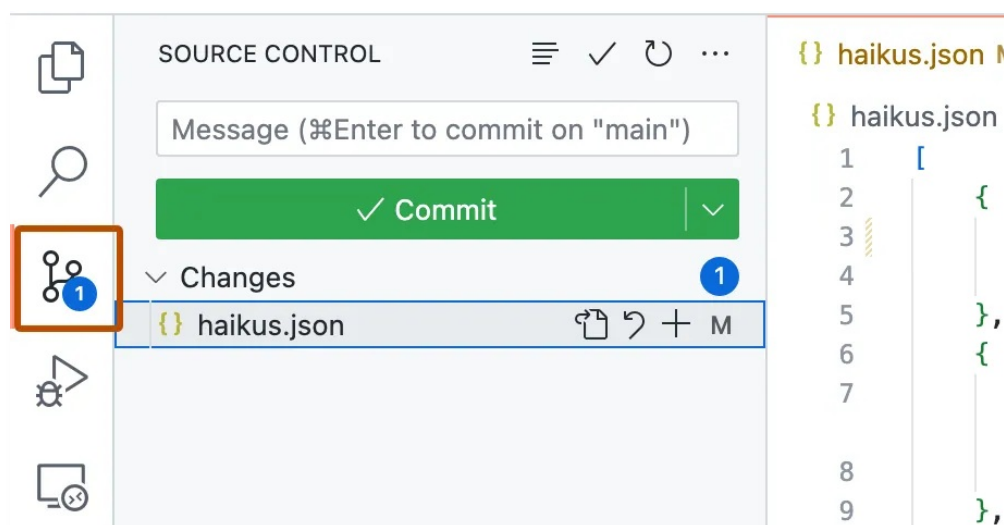 SOURCE CONTROL
Message (⌘Enter to commit on "main")
Commit
Changes 1
1
{} haikus.json M
{} haikus.json
{} haikus.json
1 [
2 {
3
4
5 },
6 {
7
8
9 },